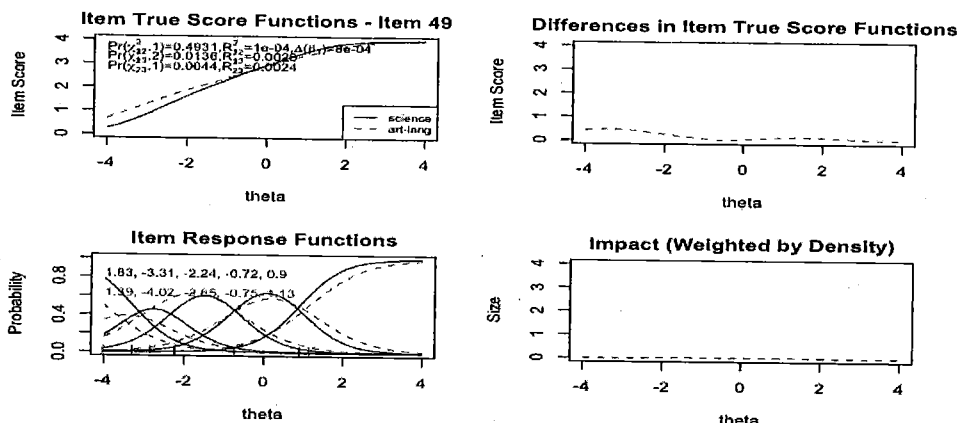 Item True Score Functions - Item 49
Item Score
0 1 2 3 4
science
art-lang
-4 -2 0 2 4
theta
Differences in Item True Score Functions
Item Score
0 1 2 3 4
-4 -2 0 2 4
theta
Item Response Functions
Probability
0.0 0.4 0.8
1.83, -3.31, -2.24, -0.72, 0.9
-4 -2 0 2 4
theta
Impact (Weighted by Density)
Size
0 1 2 3 4
-4 -2 0 2 4
theta